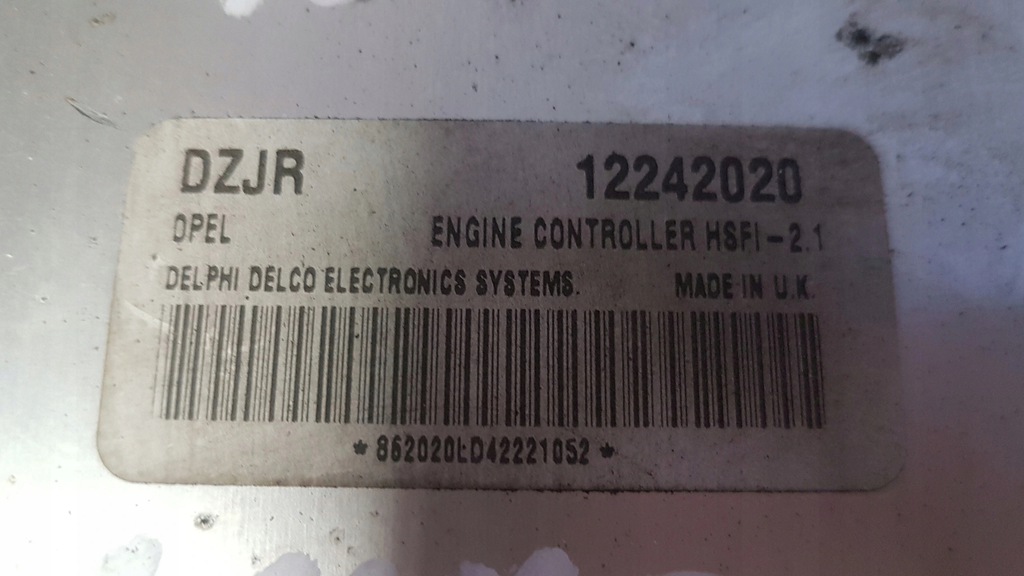 DZJR 12242020
OPEL ENGINE CONTROLLER HSFI-2.1
DELPHI DELCO ELECTRONICS SYSTEMS. MADE IN U.K.
*862020LD42221052*